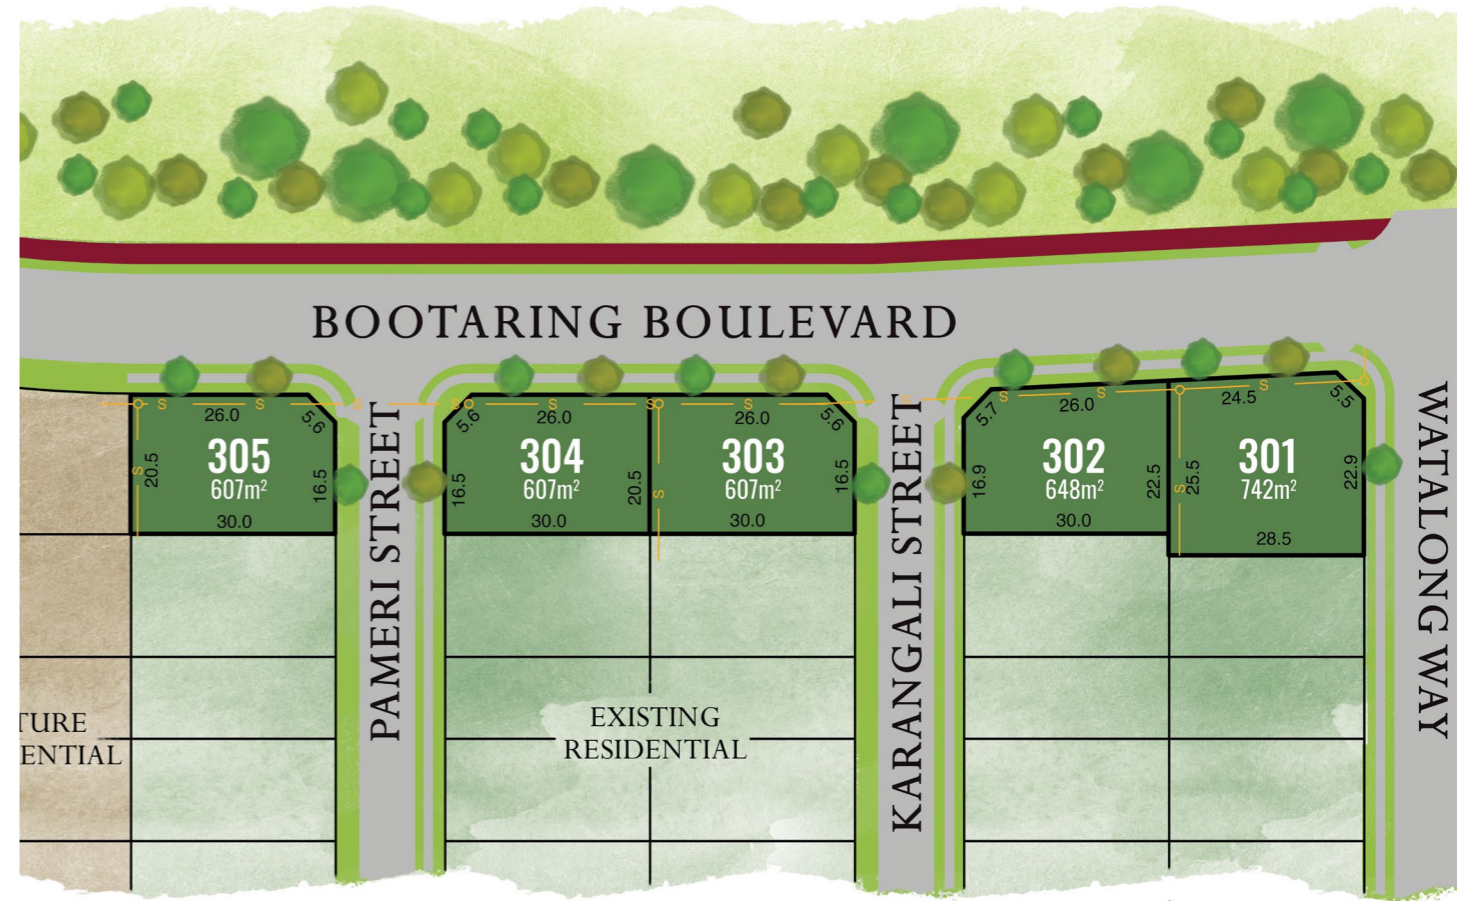 BOOTARING BOULEVARD
S S S
26.0
5.6
305
607m²
20.5
S
16.5
30.0
PAMERI STREET
S S S S
5.6
26.0
304
607m²
16.5
20.5
30.0
26.0
5.6
303
607m²
S
16.5
30.0
KARANGALI STREET
S S S S
5.7
26.0
302
648m²
16.9
22.5
30.0
24.5
5.5
301
742m²
25.5
S
22.9
28.5
WATALONG WAY
TURE
ENTIAL
EXISTING
RESIDENTIAL